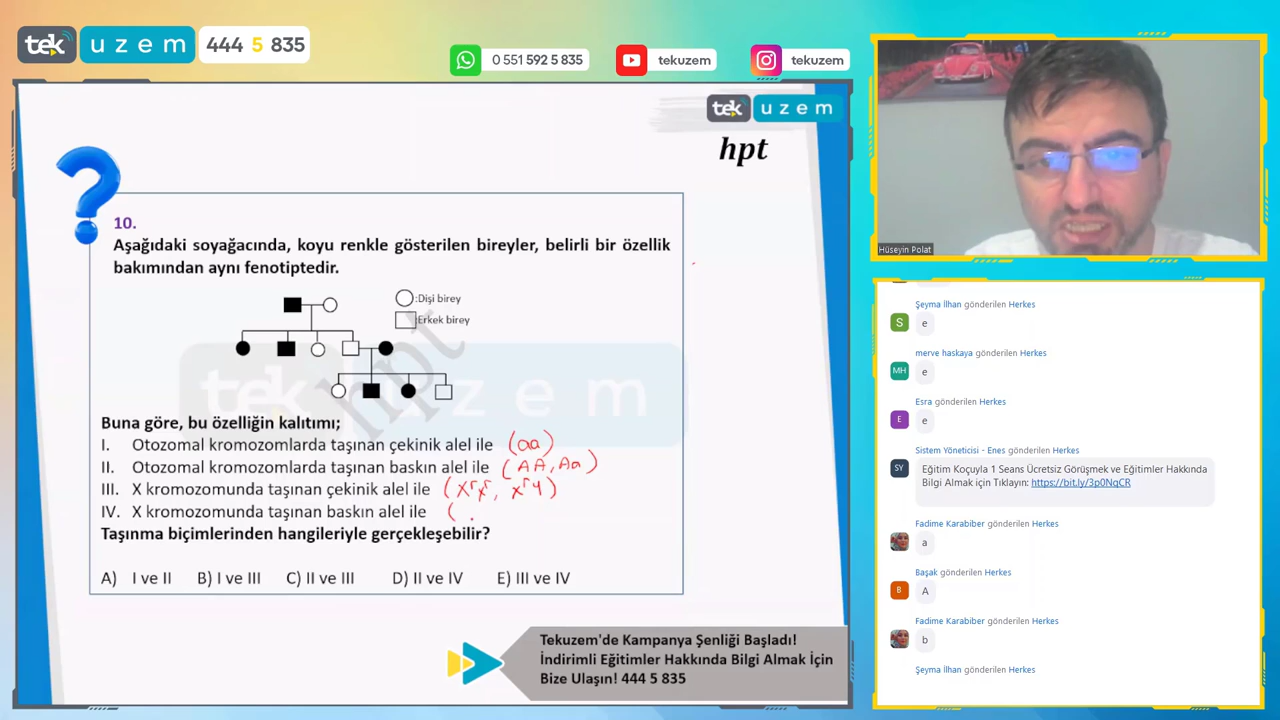 tek uzem 444 5 835
0 551 592 5 835
tekuzem
tekuzem
tek uzem
hpt
10.
Aşağıdaki soyağacında, koyu renkle gösterilen bireyler, belirli bir özellik
bakımından aynı fenotiptedir.
:Dişi birey
:Erkek birey
hpt
tek uzem
Buna göre, bu özelliğin kalıtımı;
I. Otozomal kromozomlarda taşınan çekinik alel ile (aa)
II. Otozomal kromozomlarda taşınan baskın alel ile (AA, Aa)
III. X kromozomunda taşınan çekinik alel ile (XʳXʳ, XʳY)
IV. X kromozomunda taşınan baskın alel ile (
Taşınma biçimlerinden hangileriyle gerçekleşebilir?
A) I ve II B) I ve III C) II ve III D) II ve IV E) III ve IV
Tekuzem'de Kampanya Şenliği Başladı!
İndirimli Eğitimler Hakkında Bilgi Almak İçin
Bize Ulaşın! 444 5 835
Hüseyin Polat
Şeyma İlhan gönderilen Herkes
S
e
merve haskaya gönderilen Herkes
MH
e
Esra gönderilen Herkes
E
e
Sistem Yöneticisi - Enes gönderilen Herkes
SY
Eğitim Koçuyla 1 Seans Ücretsiz Görüşmek ve Eğitimler Hakkında
Bilgi Almak için Tıklayın: https://bit.ly/3p0NqCR
Fadime Karabiber gönderilen Herkes
a
Başak gönderilen Herkes
B
A
Fadime Karabiber gönderilen Herkes
b
Şeyma İlhan gönderilen Herkes